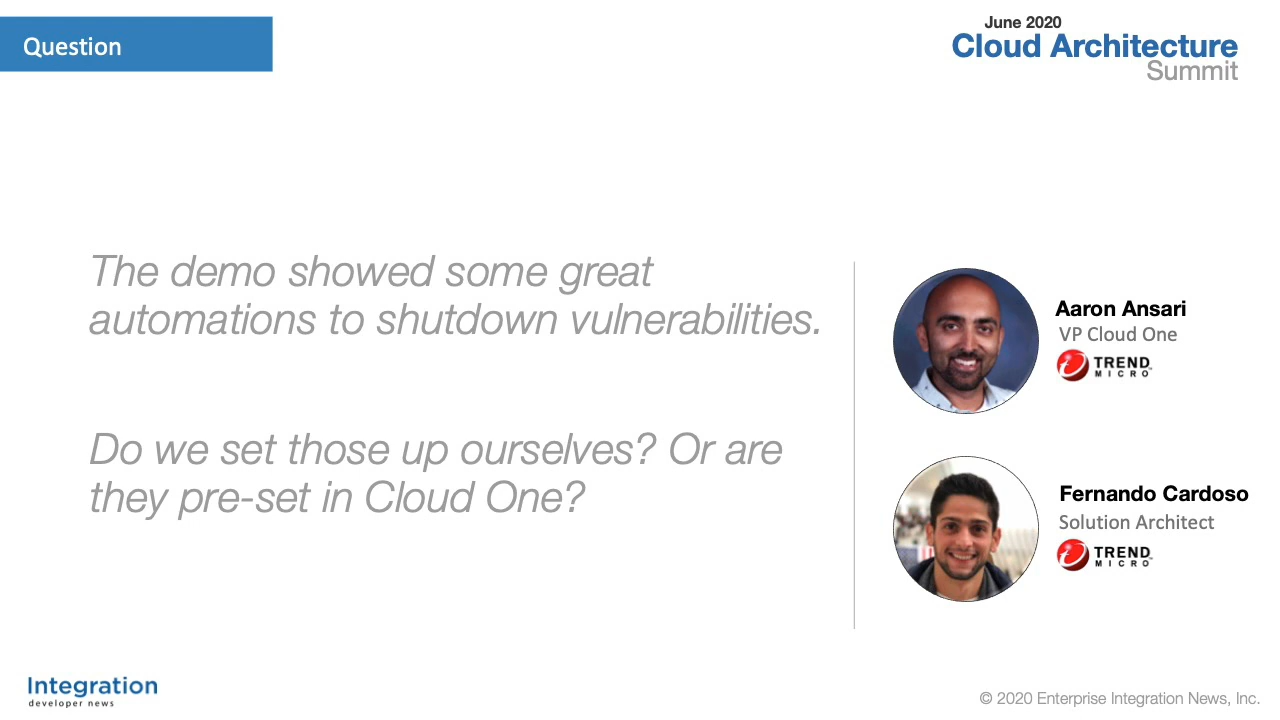 Question
June 2020
Cloud Architecture
Summit
The demo showed some great
automations to shutdown vulnerabilities.
Do we set those up ourselves? Or are
they pre-set in Cloud One?
Aaron Ansari
VP Cloud One
TREND
MICRO
Fernando Cardoso
Solution Architect
TREND
MICRO
Integration
developer news
© 2020 Enterprise Integration News, Inc.